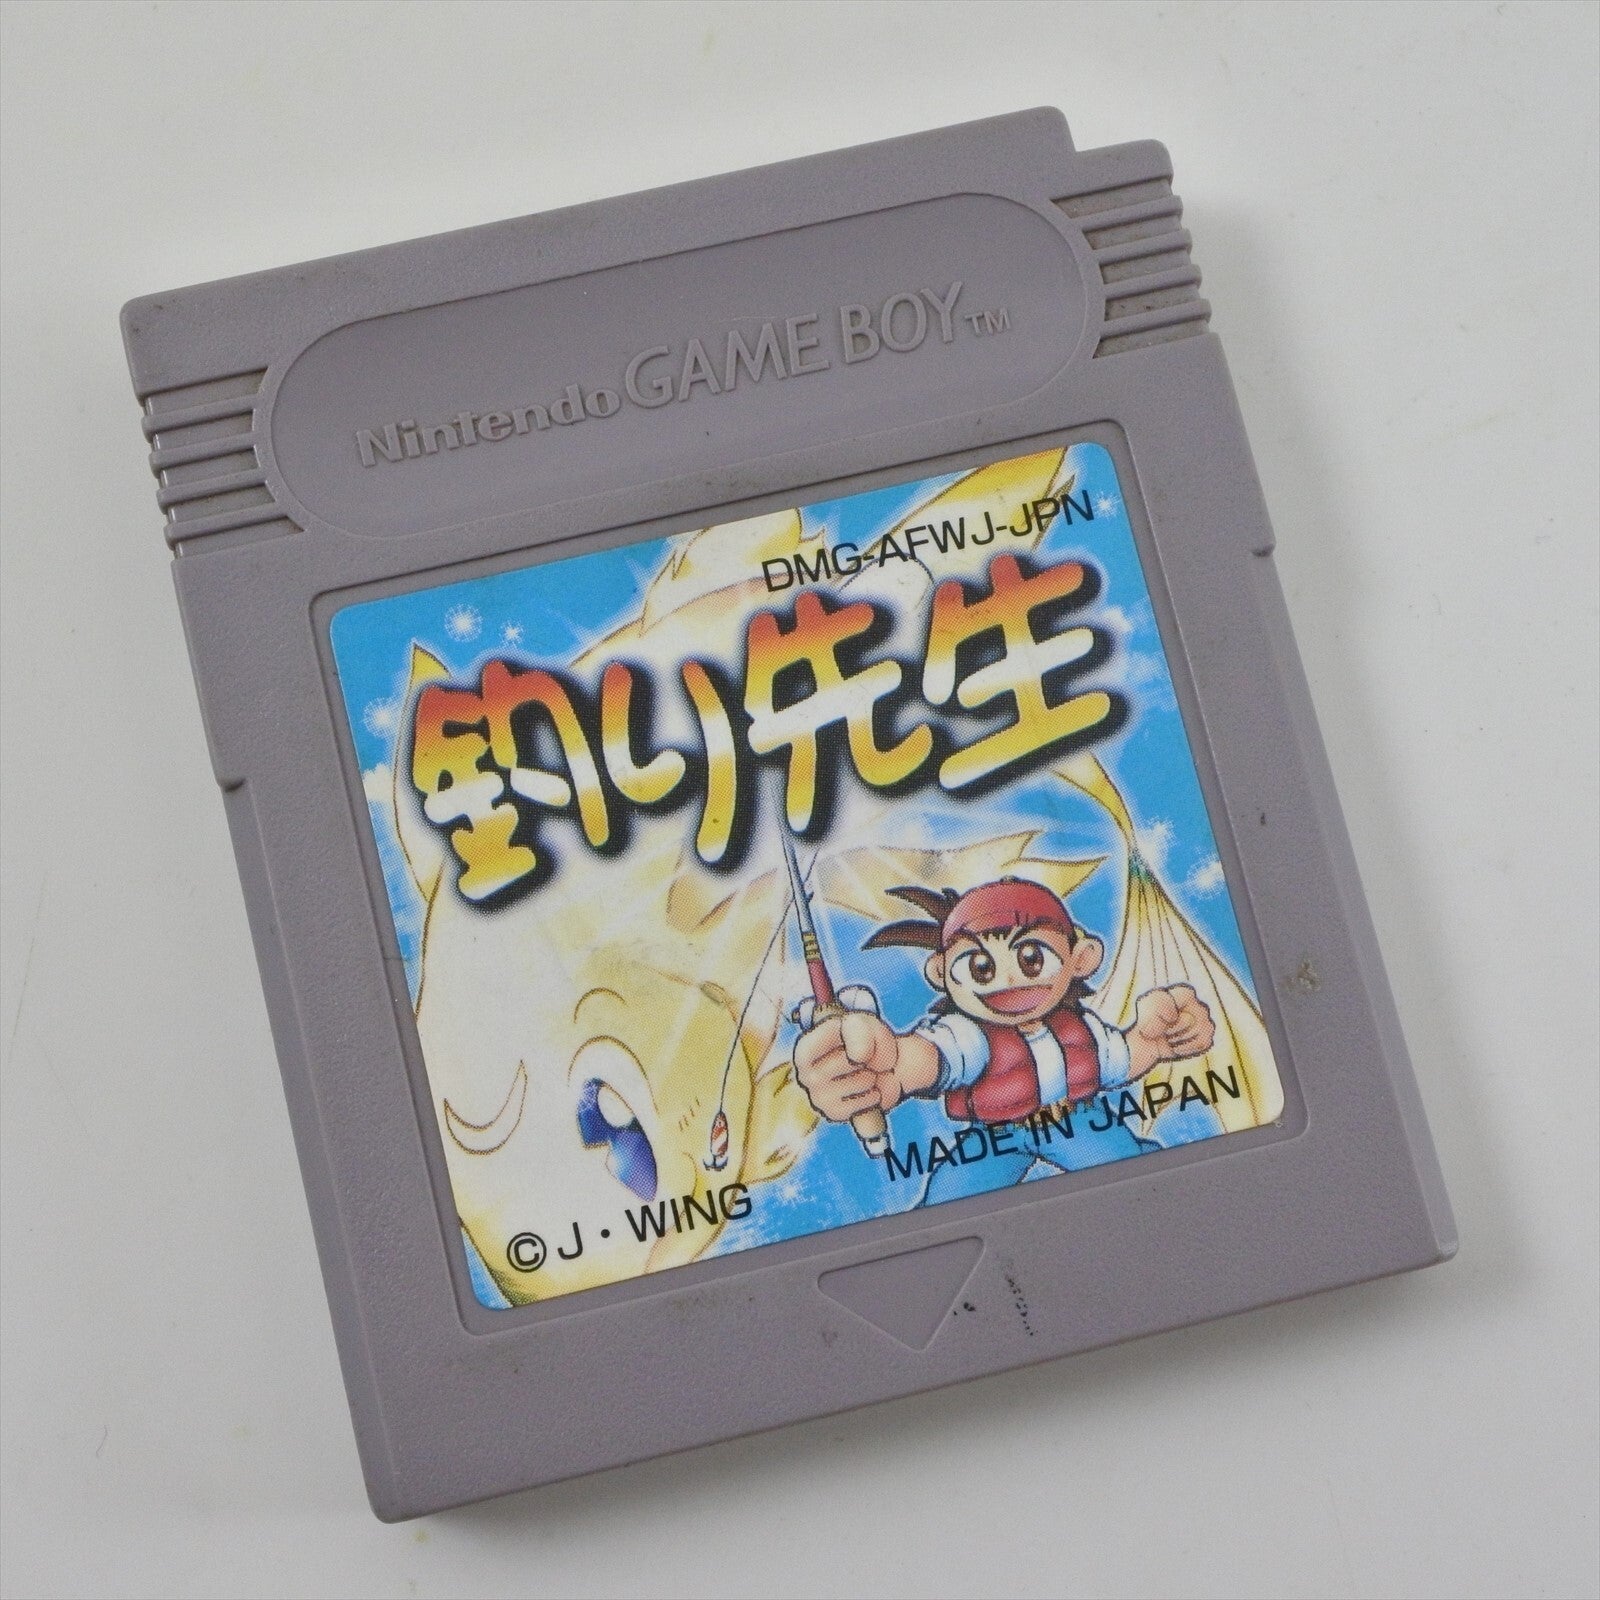 Nintendo GAME BOY™
DMG-AFWJ-JPN
釣り先生
MADE IN JAPAN
©J・WING